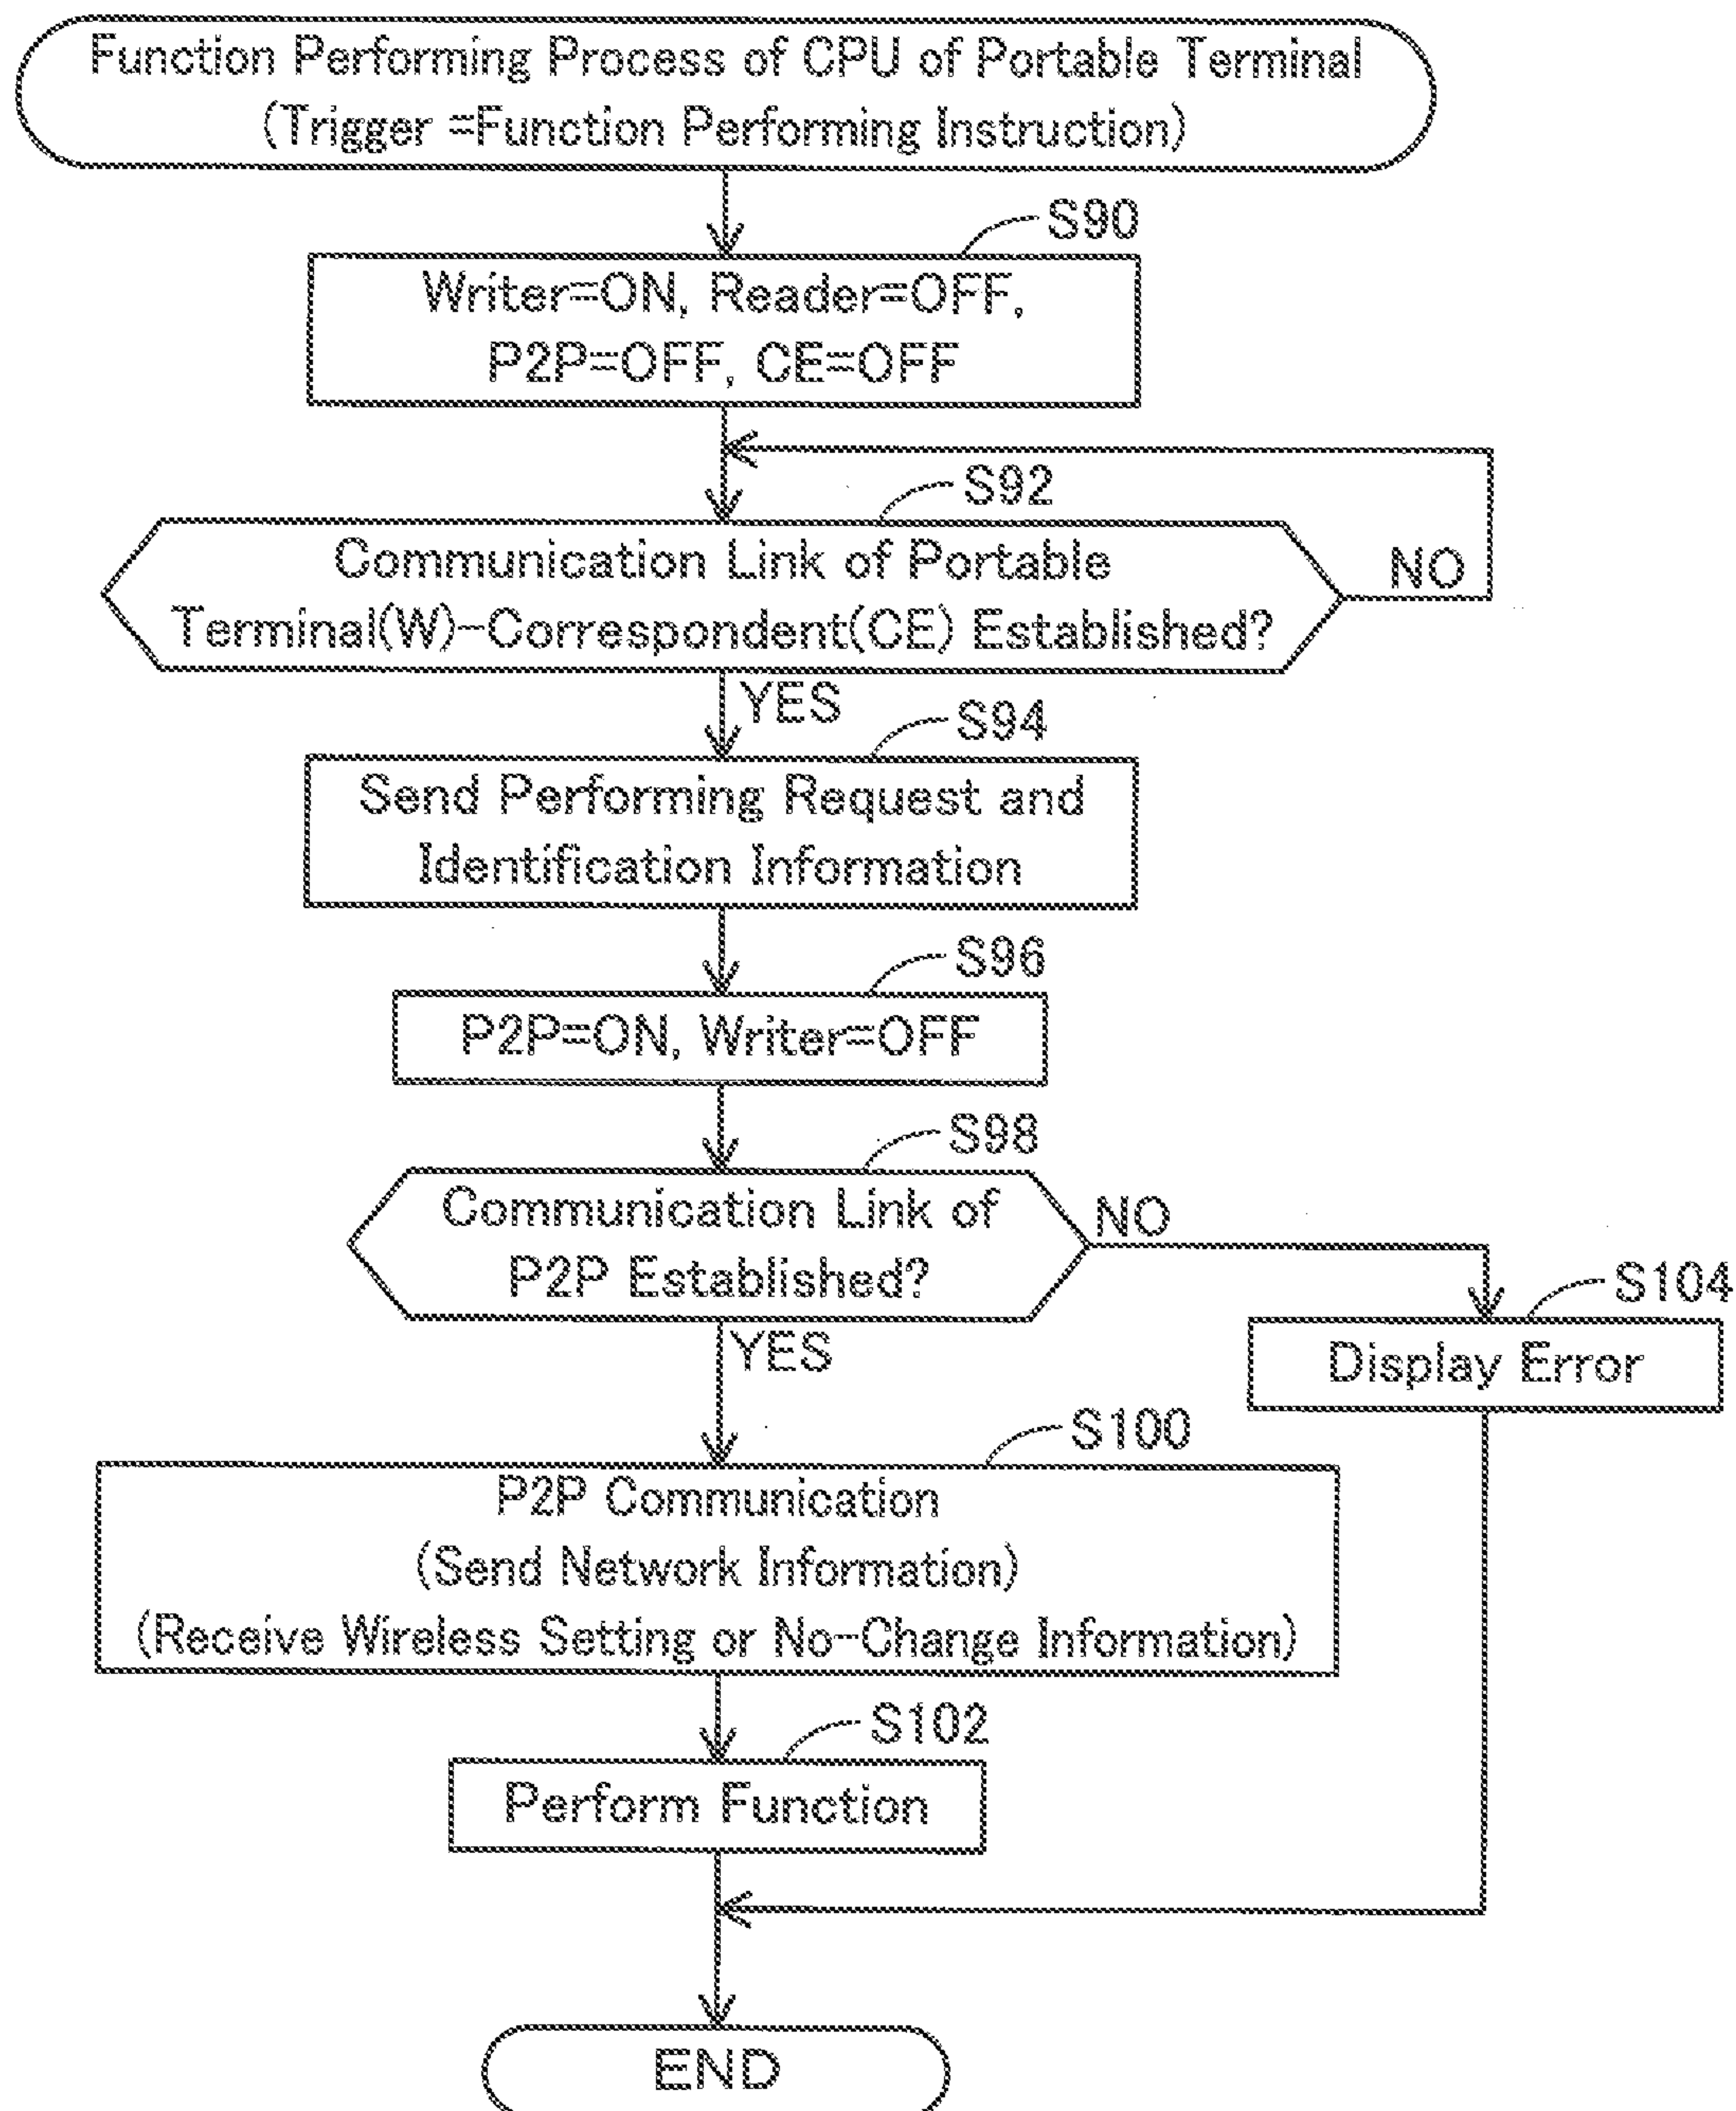 Function Performing Process of CPU of Portable Terminal
(Trigger =Function Performing Instruction)
S90
Writer=ON, Reader=OFF,
P2P=OFF, CE=OFF
S92
Communication Link of Portable
Terminal(W)-Correspondent(CE) Established?
NO
YES
S94
Send Performing Request and
Identification Information
S96
P2P=ON, Writer=OFF
S98
Communication Link of
P2P Established?
NO
YES
S104
Display Error
S100
P2P Communication
(Send Network Information)
(Receive Wireless Setting or No-Change Information)
S102
Perform Function
END